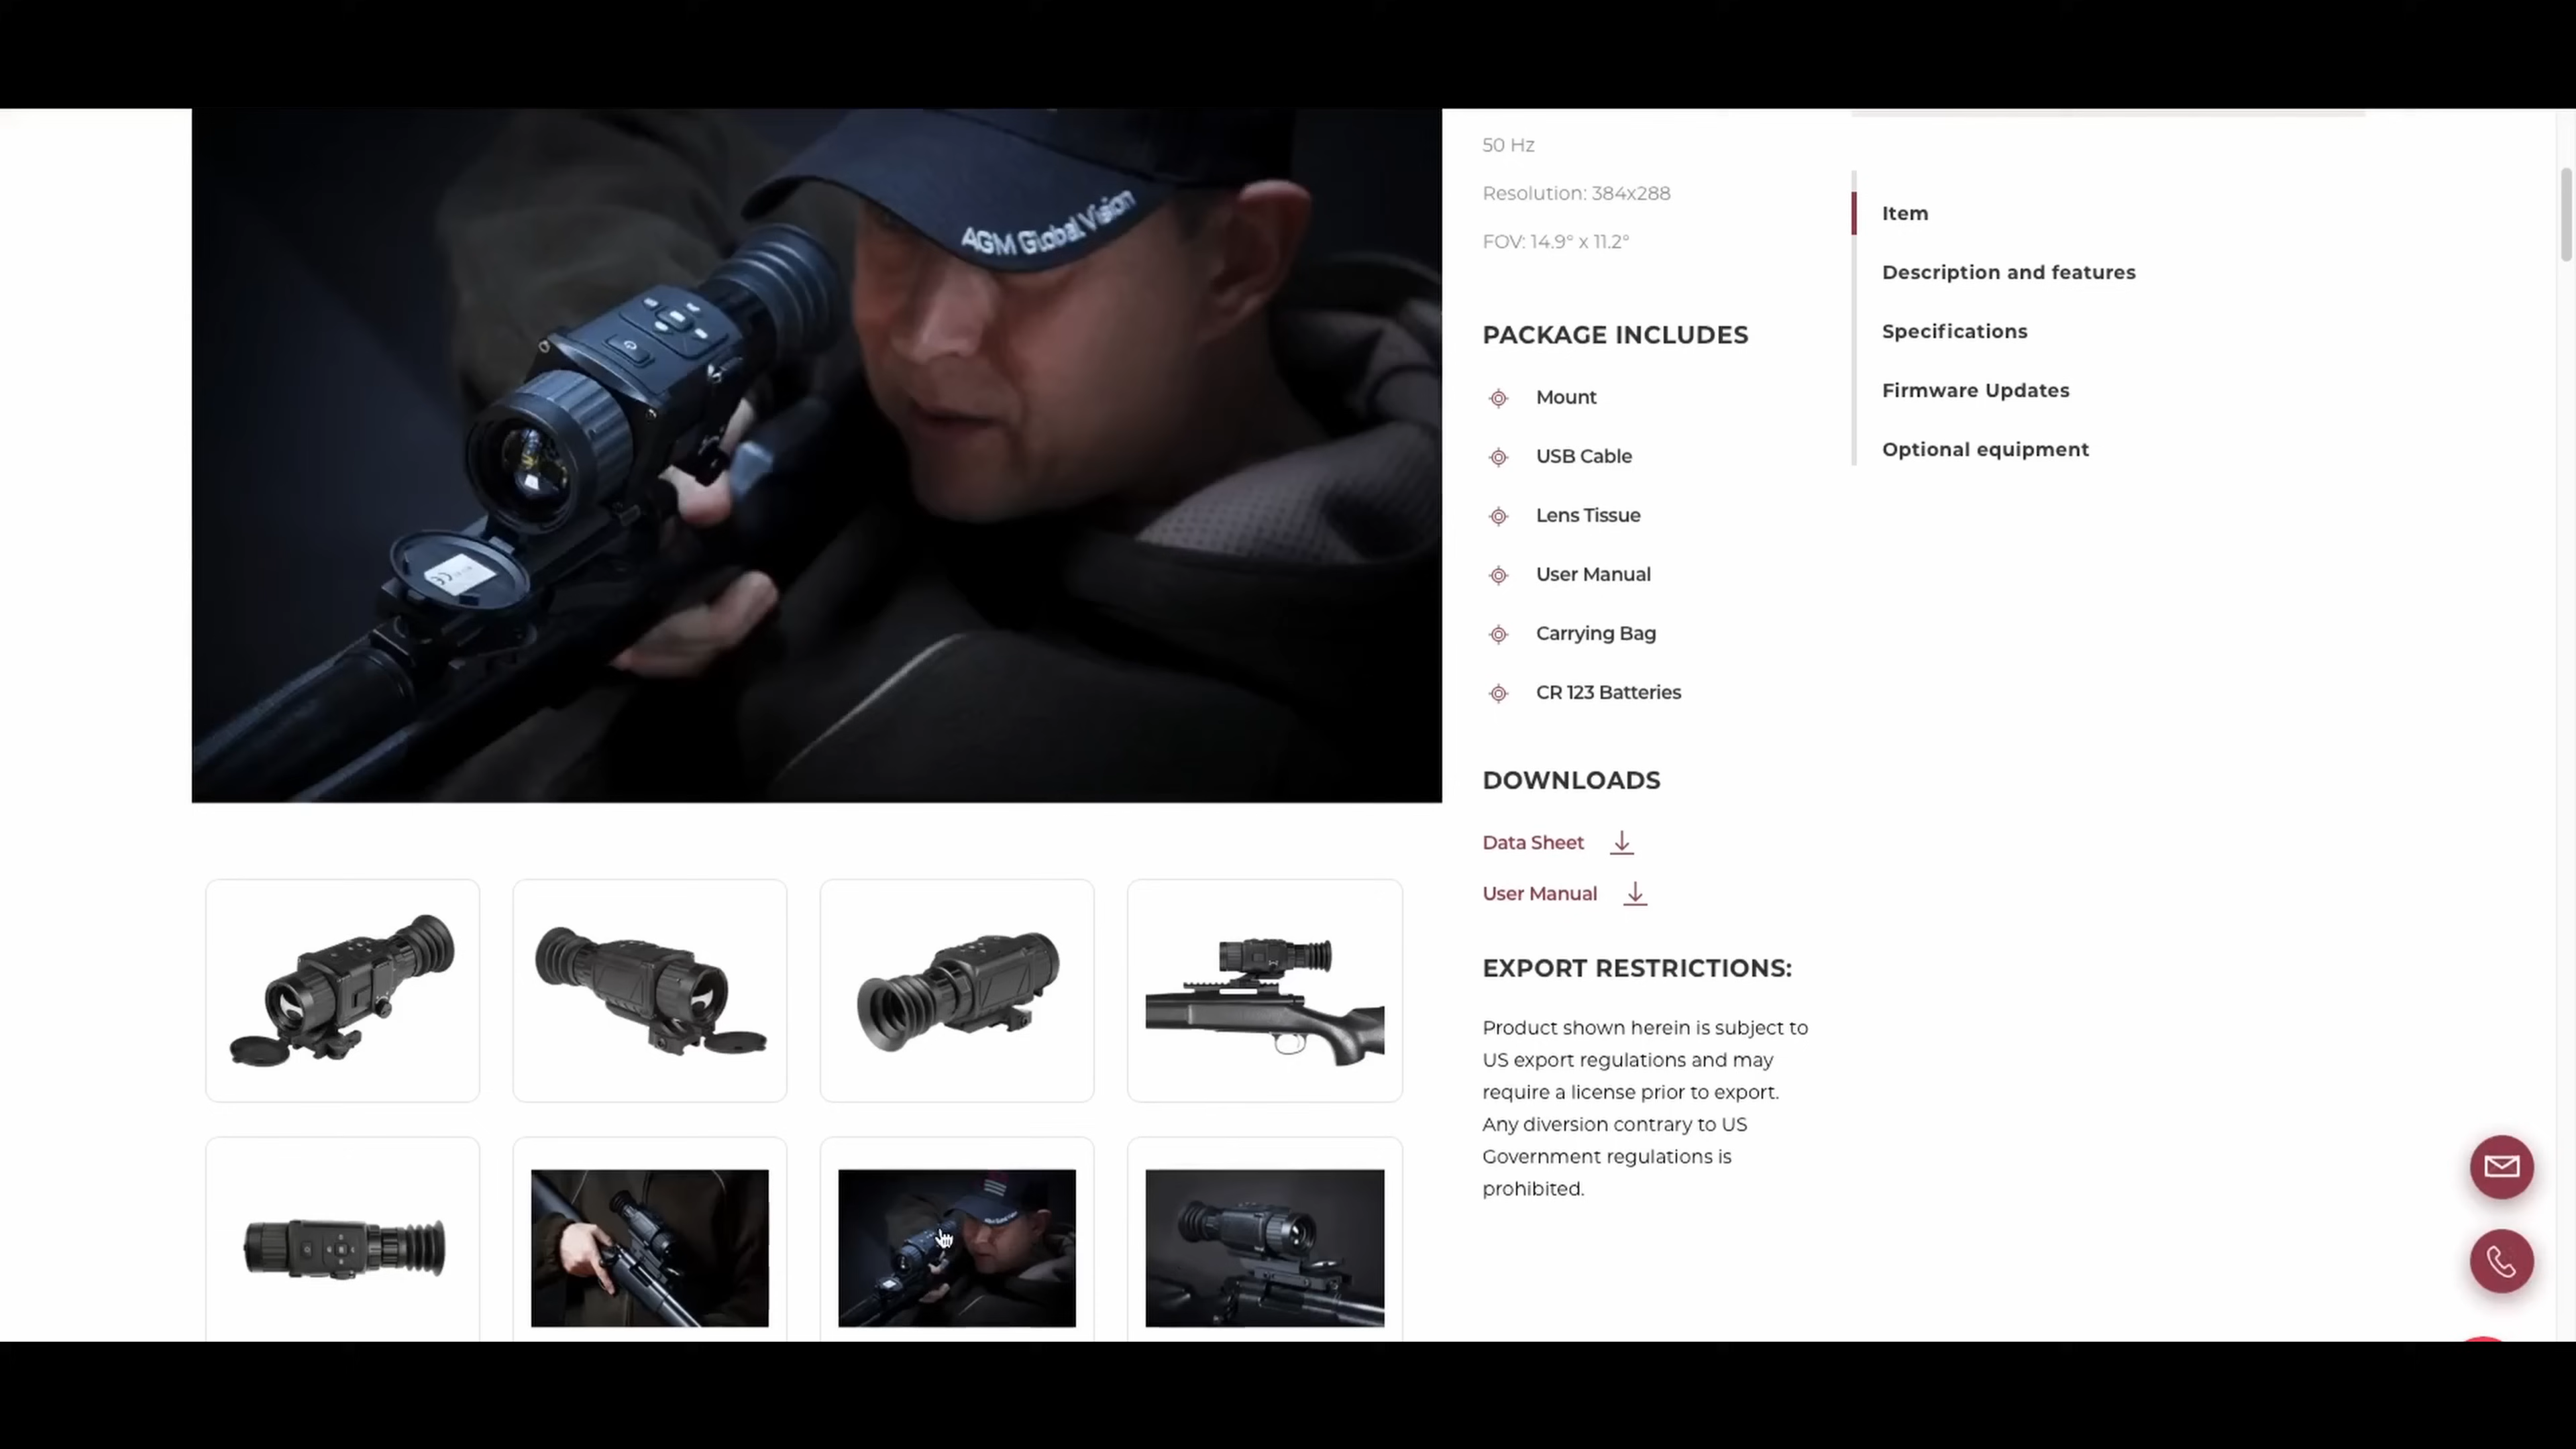 AGM Global Vision
50 Hz
Resolution: 384x288
FOV: 14.9° x 11.2°
PACKAGE INCLUDES
Mount
USB Cable
Lens Tissue
User Manual
Carrying Bag
CR 123 Batteries
DOWNLOADS
Data Sheet
User Manual
EXPORT RESTRICTIONS:
Product shown herein is subject to
US export regulations and may
require a license prior to export.
Any diversion contrary to US
Government regulations is
prohibited.
Item
Description and features
Specifications
Firmware Updates
Optional equipment